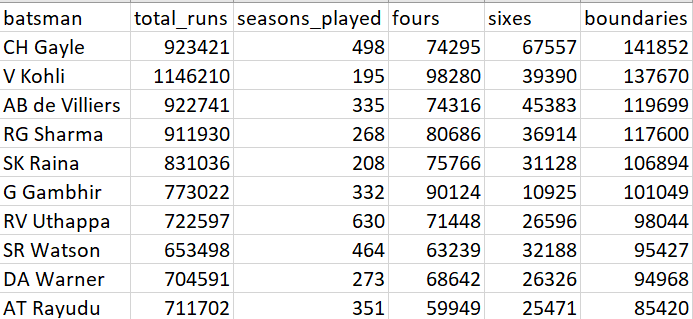 batsman total_runs seasons_played fours sixes boundaries
CH Gayle 923421 498 74295 67557 141852
V Kohli 1146210 195 98280 39390 137670
AB de Villiers 922741 335 74316 45383 119699
RG Sharma 911930 268 80686 36914 117600
SK Raina 831036 208 75766 31128 106894
G Gambhir 773022 332 90124 10925 101049
RV Uthappa 722597 630 71448 26596 98044
SR Watson 653498 464 63239 32188 95427
DA Warner 704591 273 68642 26326 94968
AT Rayudu 711702 351 59949 25471 85420